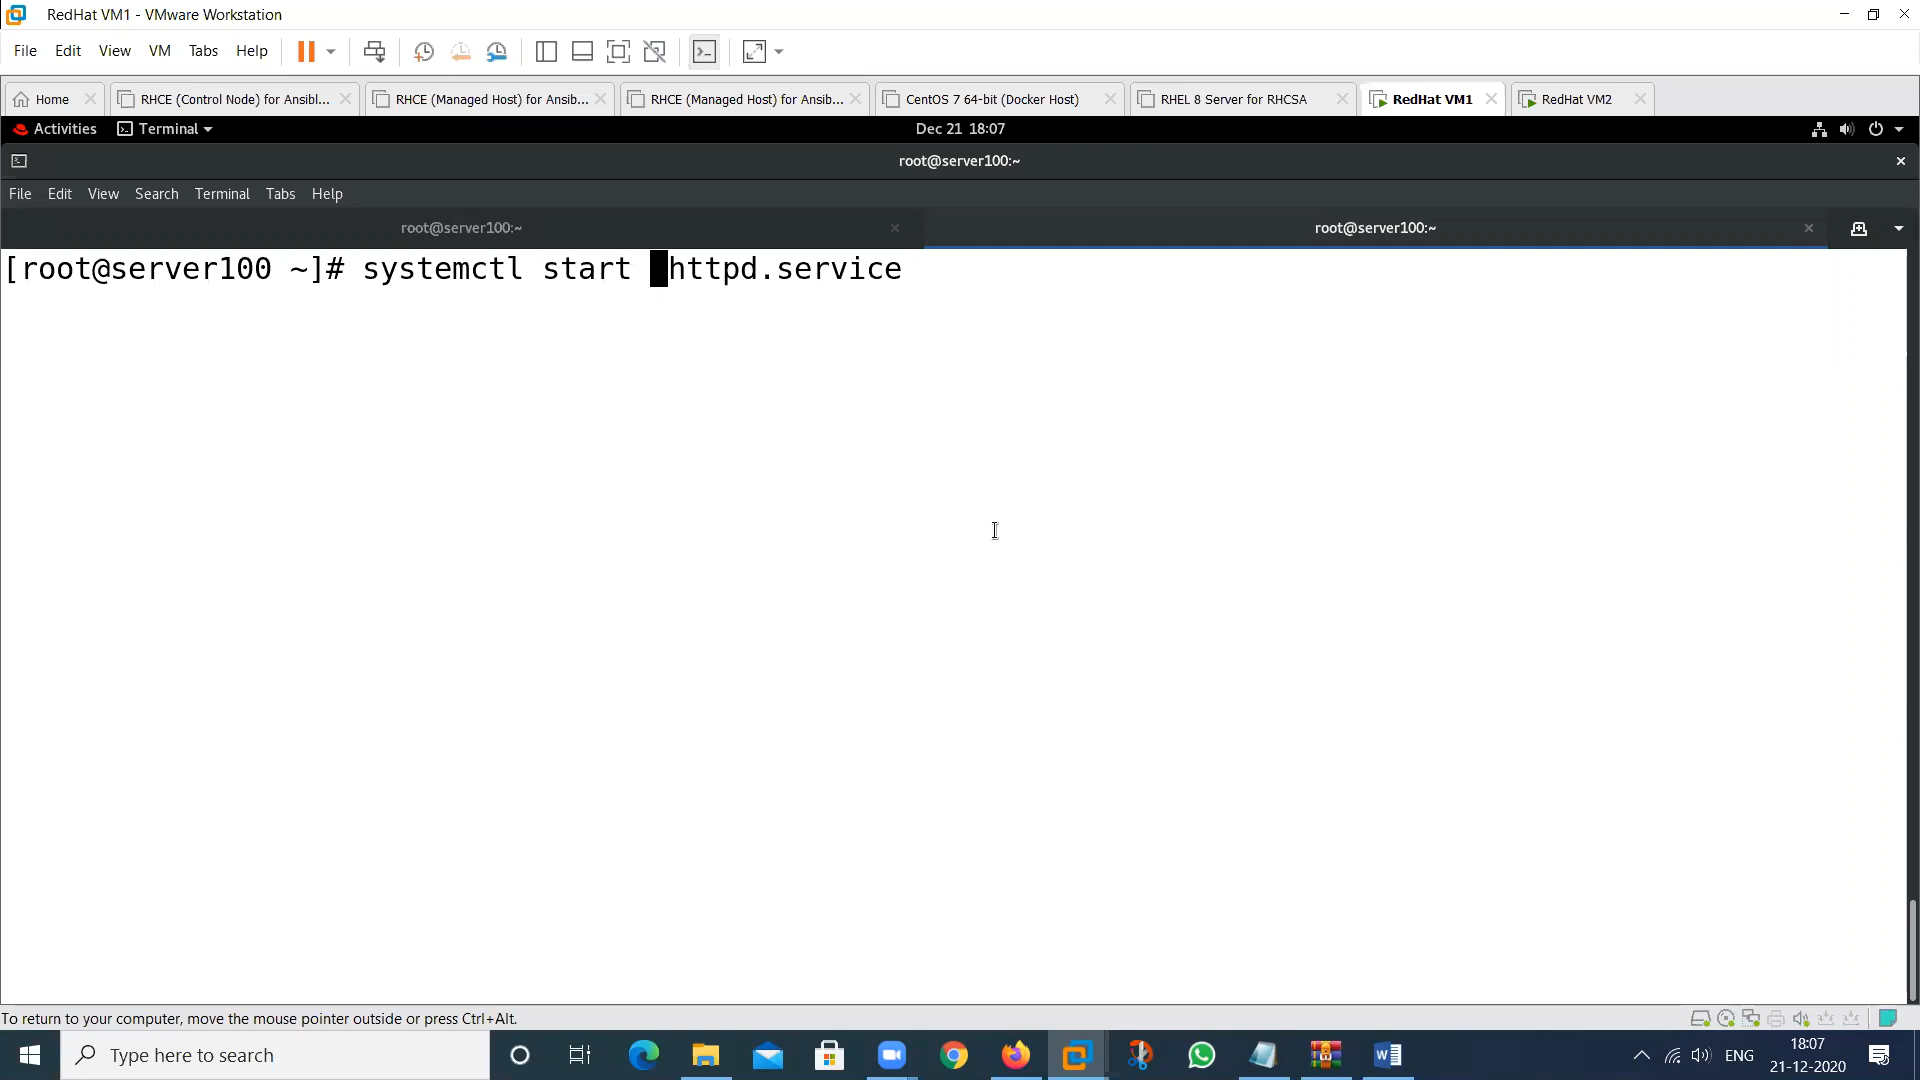 RedHat VM1 - VMware Workstation
File Edit View VM Tabs Help
Home RHCE (Control Node) for Ansibl... RHCE (Managed Host) for Ansib... RHCE (Managed Host) for Ansib... CentOS 7 64-bit (Docker Host) RHEL 8 Server for RHCSA RedHat VM1 RedHat VM2
Activities Terminal Dec 21 18:07
root@server100:~
File Edit View Search Terminal Tabs Help
root@server100:~ root@server100:~
[root@server100 ~]# systemctl start httpd.service
To return to your computer, move the mouse pointer outside or press Ctrl+Alt.
Type here to search ENG 18:07
21-12-2020